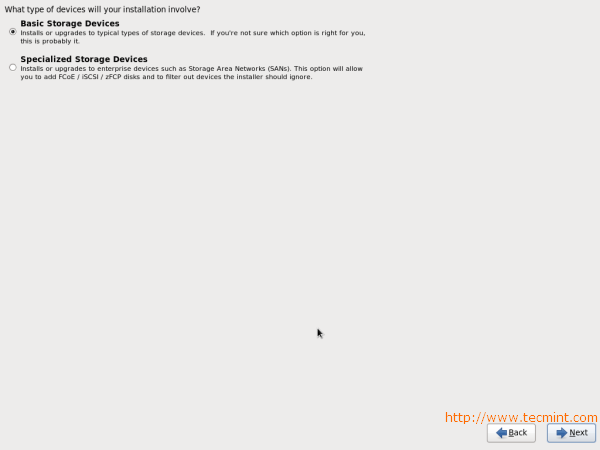 What type of devices will your installation involve?
Basic Storage Devices
Installs or upgrades to typical types of storage devices.  If you're not sure which option is right for you,
this is probably it.
Specialized Storage Devices
Installs or upgrades to enterprise devices such as Storage Area Networks (SANs). This option will allow
you to add FCoE / iSCSI / zFCP disks and to filter out devices the installer should ignore.
http://www.tecmint.com
Back
Next